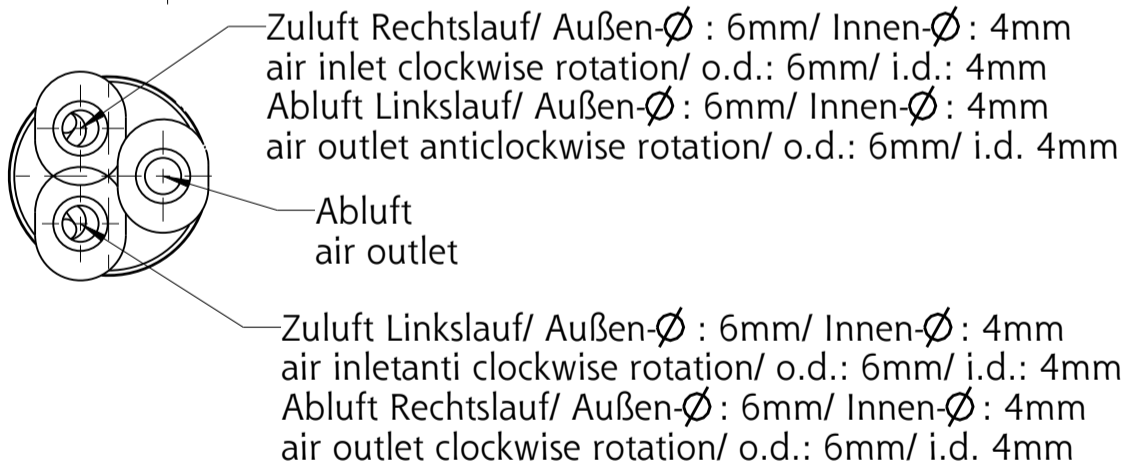 Zuluft Rechtslauf/ Außen-Ø : 6mm/ Innen-Ø : 4mm
air inlet clockwise rotation/ o.d.: 6mm/ i.d.: 4mm
Abluft Linkslauf/ Außen-Ø : 6mm/ Innen-Ø : 4mm
air outlet anticlockwise rotation/ o.d.: 6mm/ i.d. 4mm
Abluft
air outlet
Zuluft Linkslauf/ Außen-Ø : 6mm/ Innen-Ø : 4mm
air inletanti clockwise rotation/ o.d.: 6mm/ i.d.: 4mm
Abluft Rechtslauf/ Außen-Ø : 6mm/ Innen-Ø : 4mm
air outlet clockwise rotation/ o.d.: 6mm/ i.d. 4mm